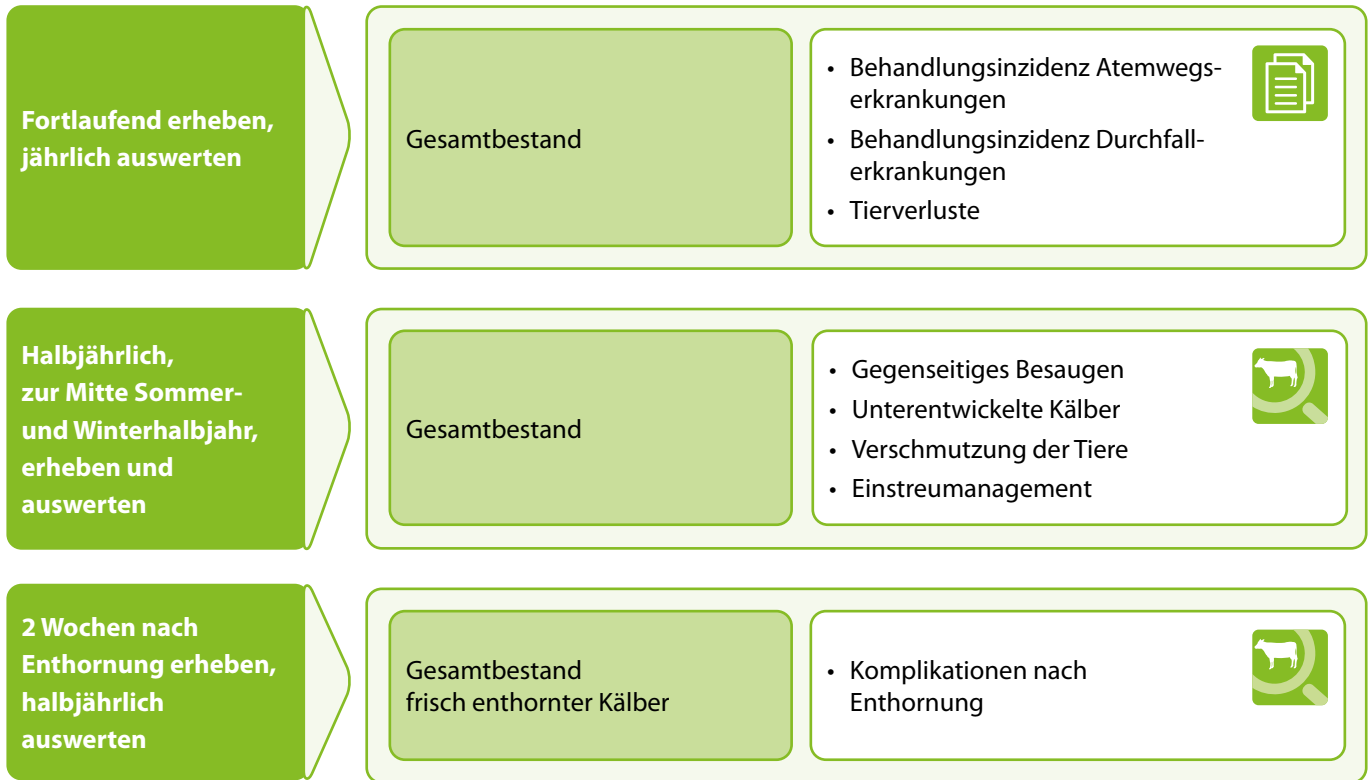 Fortlaufend erheben,
jährlich auswerten
Gesamtbestand
• Behandlungsinzidenz Atemwegs-
erkrankungen
• Behandlungsinzidenz Durchfall-
erkrankungen
• Tierverluste
Halbjährlich,
zur Mitte Sommer-
und Winterhalbjahr,
erheben und
auswerten
Gesamtbestand
• Gegenseitiges Besaugen
• Unterentwickelte Kälber
• Verschmutzung der Tiere
• Einstreumanagement
2 Wochen nach
Enthornung erheben,
halbjährlich
auswerten
Gesamtbestand
frisch enthornter Kälber
• Komplikationen nach
Enthornung